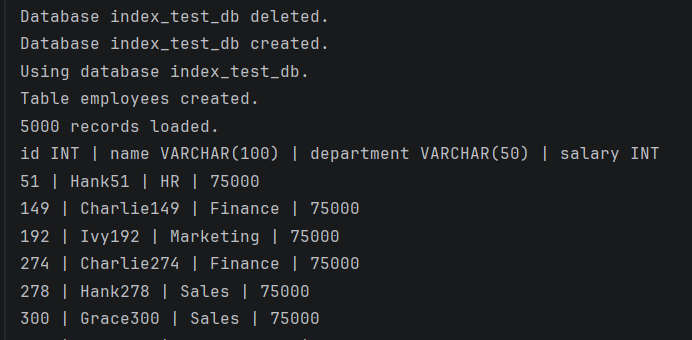 Database index_test_db deleted.
Database index_test_db created.
Using database index_test_db.
Table employees created.
5000 records loaded.
id INT | name VARCHAR(100) | department VARCHAR(50) | salary INT
51 | Hank51 | HR | 75000
149 | Charlie149 | Finance | 75000
192 | Ivy192 | Marketing | 75000
274 | Charlie274 | Finance | 75000
278 | Hank278 | Sales | 75000
300 | Grace300 | Sales | 75000